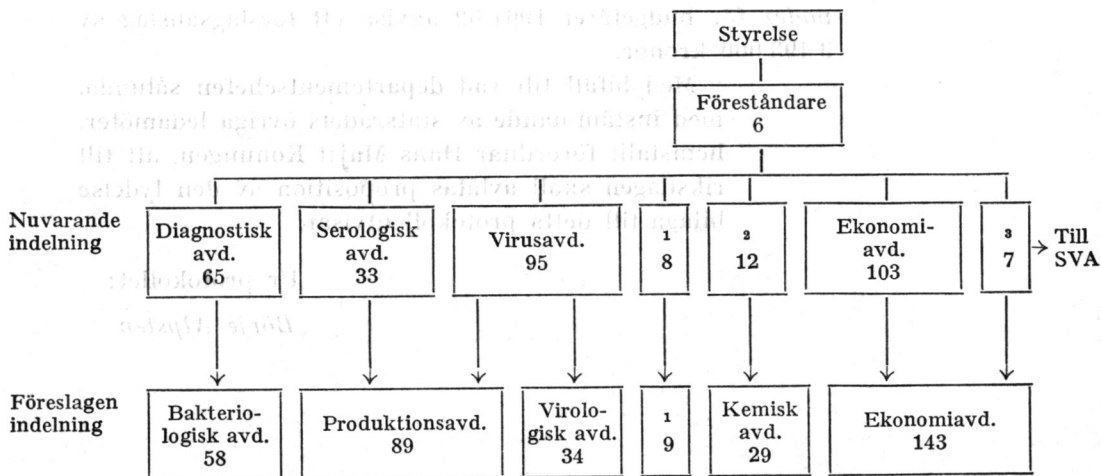 Styrelse
Föreståndare
6
Nuvarande
indelning
Diagnostisk
avd.
65
Serologisk
avd.
33
Virusavd.
95
1
8
2
12
Ekonomi-
avd.
103
3
7
Till
SVA
Föreslagen
indelning
Bakterio-
logisk avd.
58
Produktionsavd.
89
Virolo-
gisk avd.
34
1
9
Kemisk
avd.
29
Ekonomiavd.
143